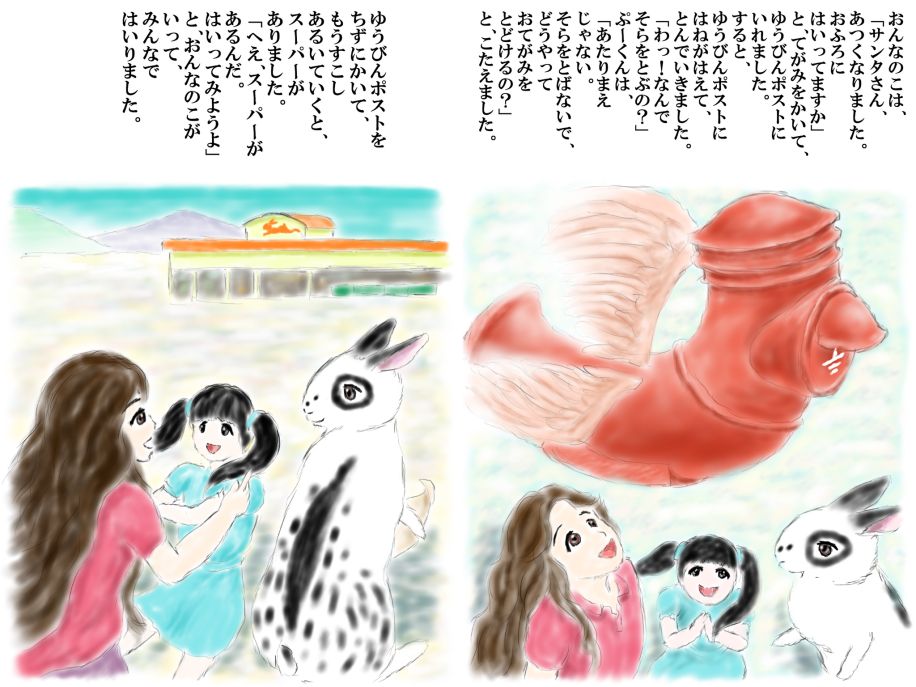 おんなのこは、
「サンタさん、
あつくなりました。
おふろに
はいってますか」
と、てがみをかいて、
ゆうびんポストに
いれました。
すると、
ゆうびんポストに
はねがはえて、
とんでいきました。
「わっ！なんで
そらをとぶの？」
ぷーくんは、
「あたりまえ
じゃない。
そらをとばないで、
どうやって
おてがみを
とどけるの？」
と、こたえました。
ゆうびんポストを
ちずにかいて、
もうすこし
あるいていくと、
スーパーが
ありました。
「へえ、スーパーが
あるんだ。
はいってみようよ」
と、おんなのこが
いって、
みんなで
はいりました。
〒